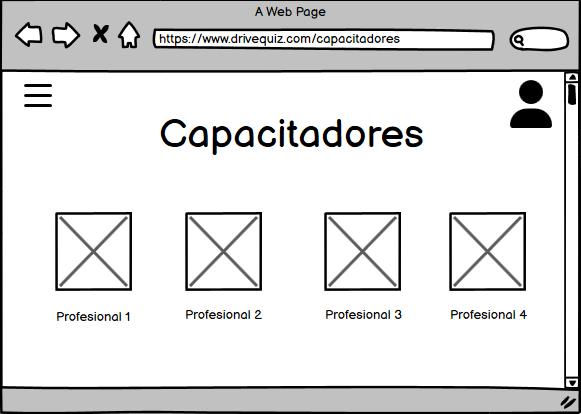 A Web Page
https://www.drivequiz.com/capacitadores
Capacitadores
Profesional 1
Profesional 2
Profesional 3
Profesional 4